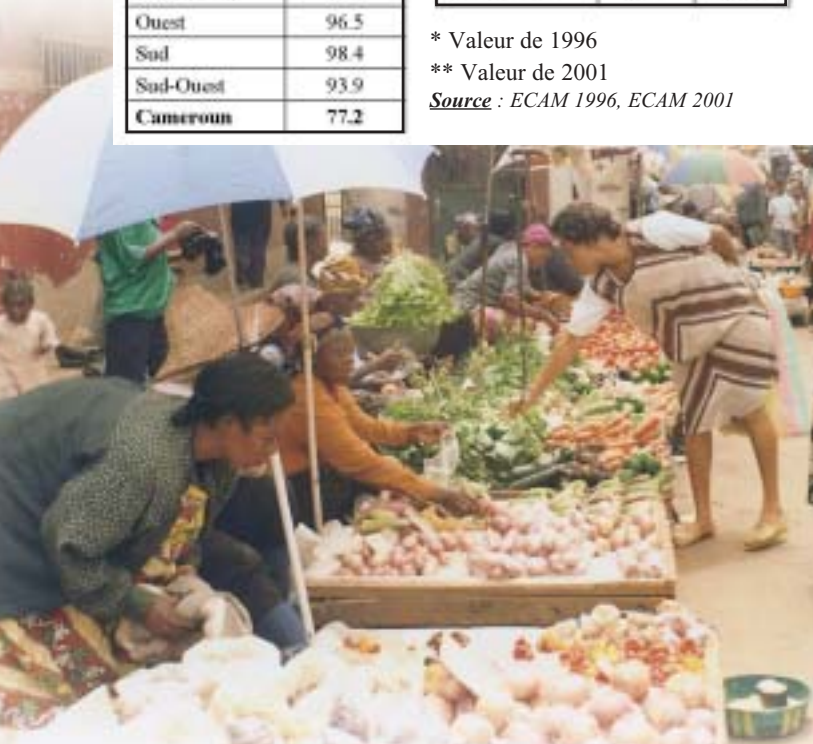 Ouest 96.5
Sud 98.4
Sud-Ouest 93.9
Cameroun 77.2
* Valeur de 1996
** Valeur de 2001
Source : ECAM 1996, ECAM 2001